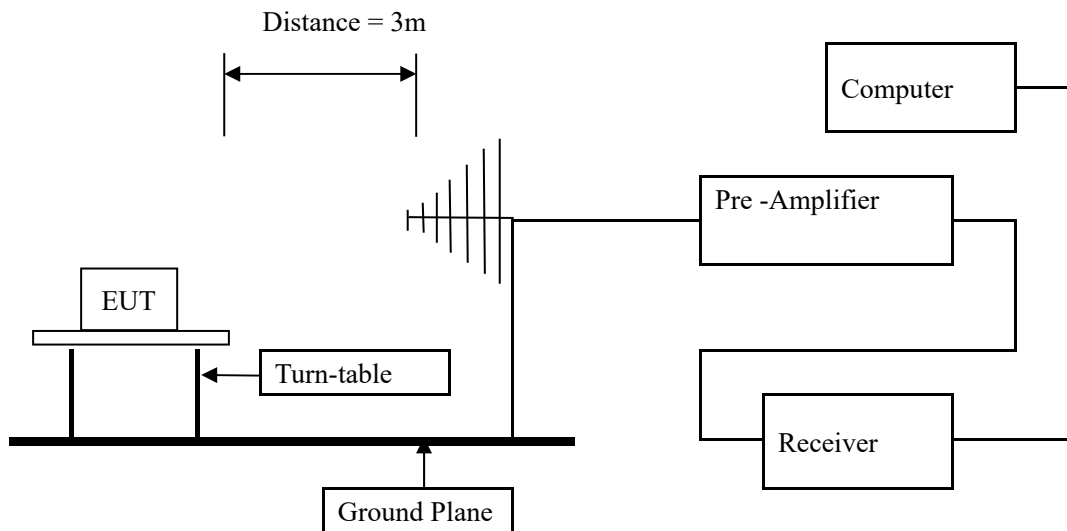 Distance = 3m
Computer
Pre -Amplifier
EUT
Turn-table
Receiver
Ground Plane